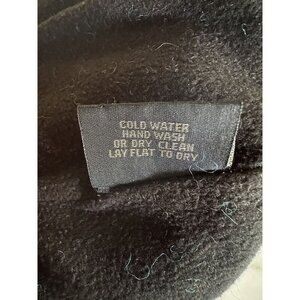 COLD WATER
HAND WASH
OR DRY CLEAN
LAY FLAT TO DRY